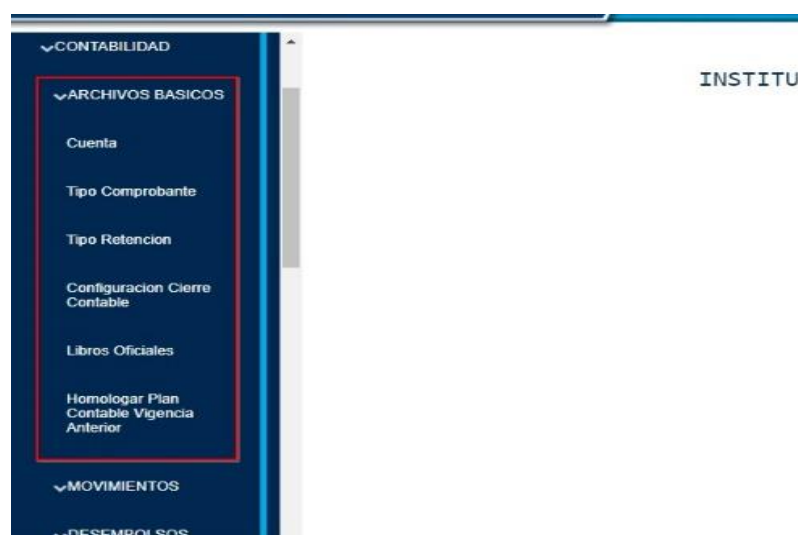 CONTABILIDAD
INSTITU
ARCHIVOS BASICOS
Cuenta
Tipo Comprobante
Tipo Retencion
Configuracion Cierre
Contable
Libros Oficiales
Homologar Plan
Contable Vigencia
Anterior
MOVIMIENTOS
DESEMBOLSOS